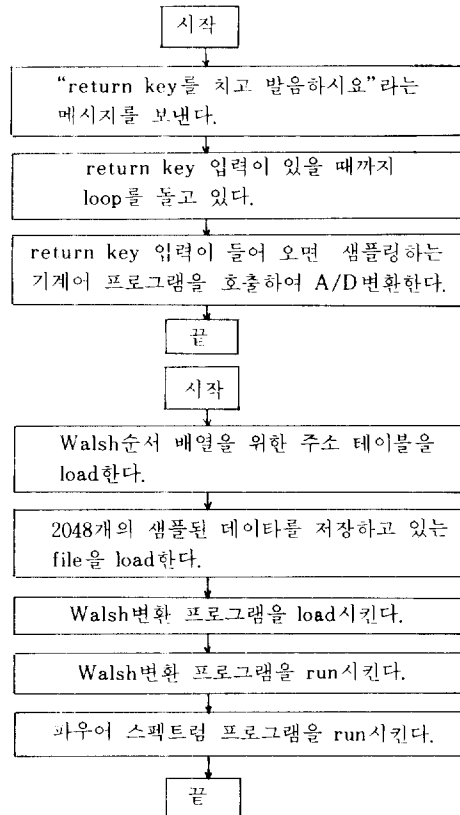 시작
“return key를 치고 발음하시요”라는
메시지를 보낸다.
return key 입력이 있을 때까지
loop를 돌고 있다.
return key 입력이 들어 오면 샘플링하는
기계어 프로그램을 호출하여 A/D변환한다.
끝
시작
Walsh순서 배열을 위한 주소 테이블을
load한다.
2048개의 샘플된 데이타를 저장하고 있는
file을 load한다.
Walsh변환 프로그램을 load시킨다.
Walsh변환 프로그램을 run시킨다.
파우어 스펙트럼 프로그램을 run시킨다.
끝